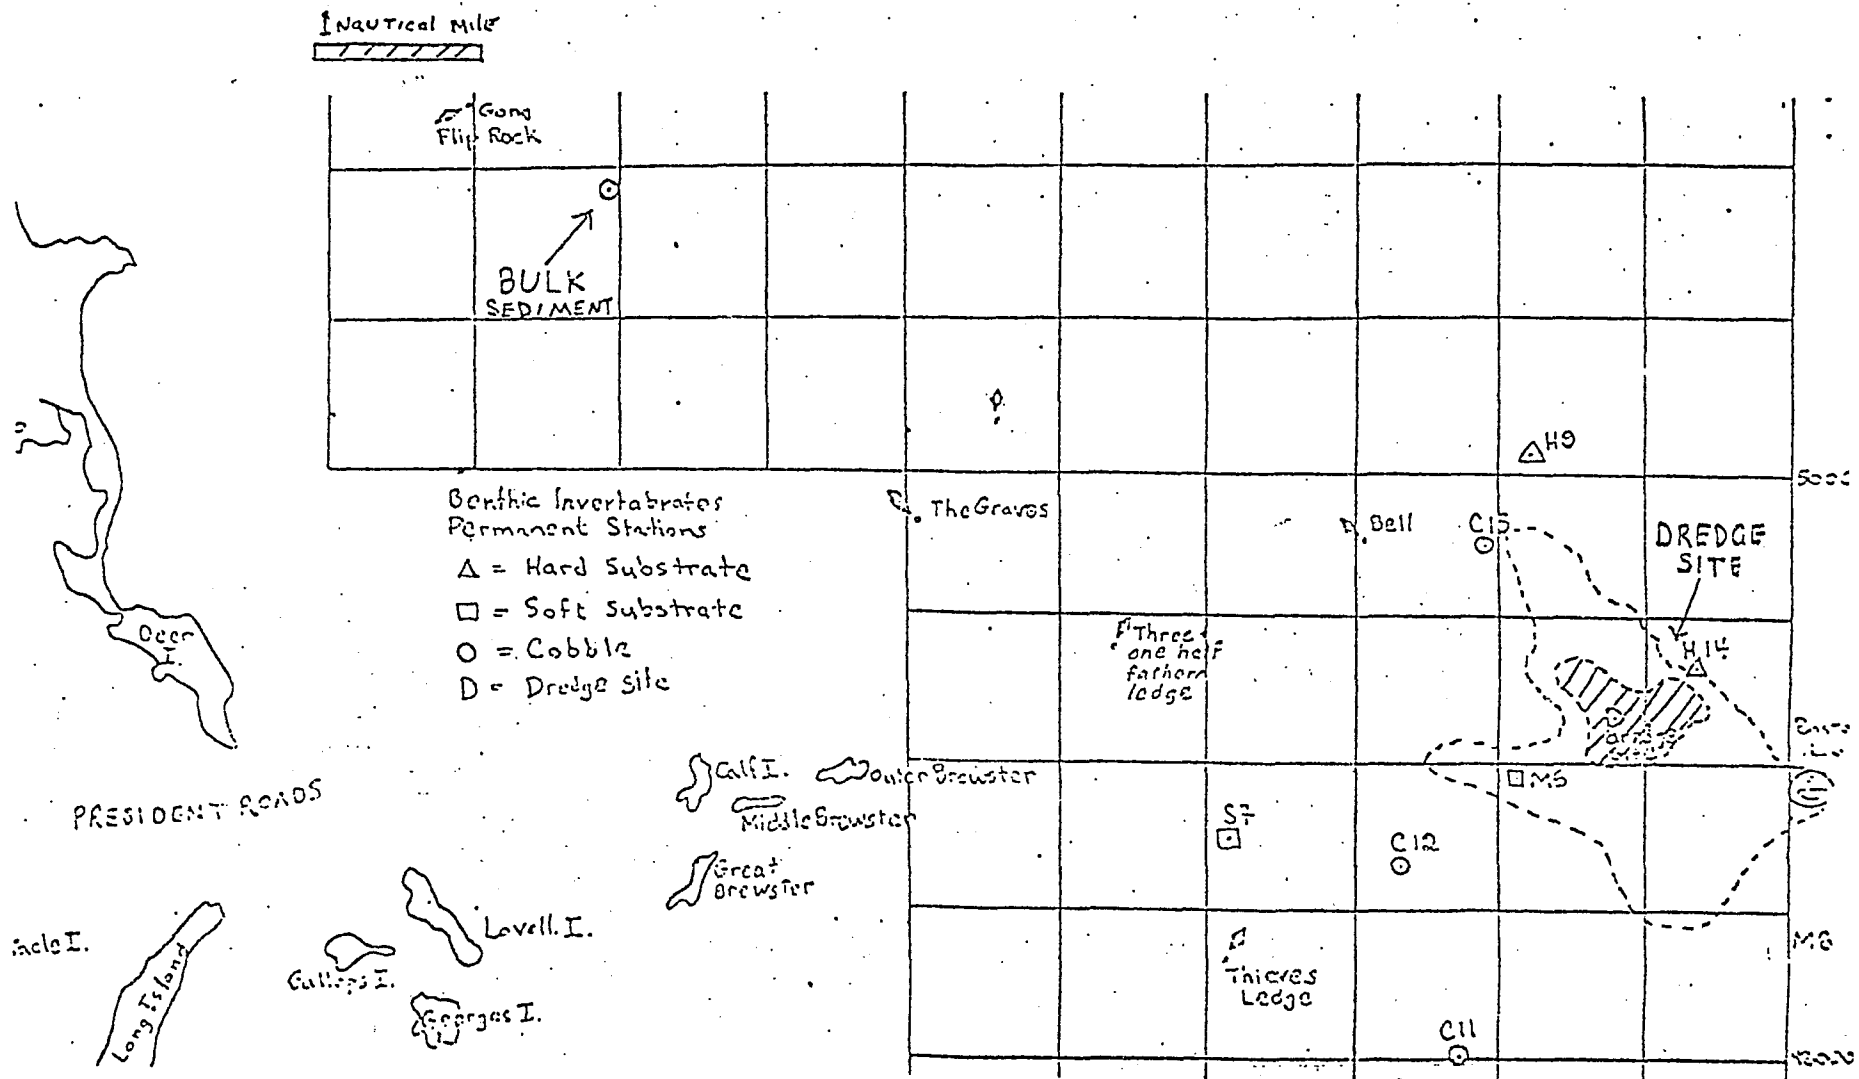 1 Nautical Mile
Gong
Flip Rock
BULK
SEDIMENT
H9
Benthic Invertabrates
Permanent Stations
△ = Hard Substrate
□ = Soft Substrate
O = Cobble
D = Dredge Site
The Graves
Bell
C13
DREDGE
SITE
Deer
I.
Three +
one half
fathom
ledge
H14
Calf I.
Outer Brewster
Middle Brewster
M5
PRESIDENT ROADS
S7
C12
Great
Brewster
Lovell I.
Gallops I.
Long Island
Georges I.
M8
Thieves
Ledge
C11